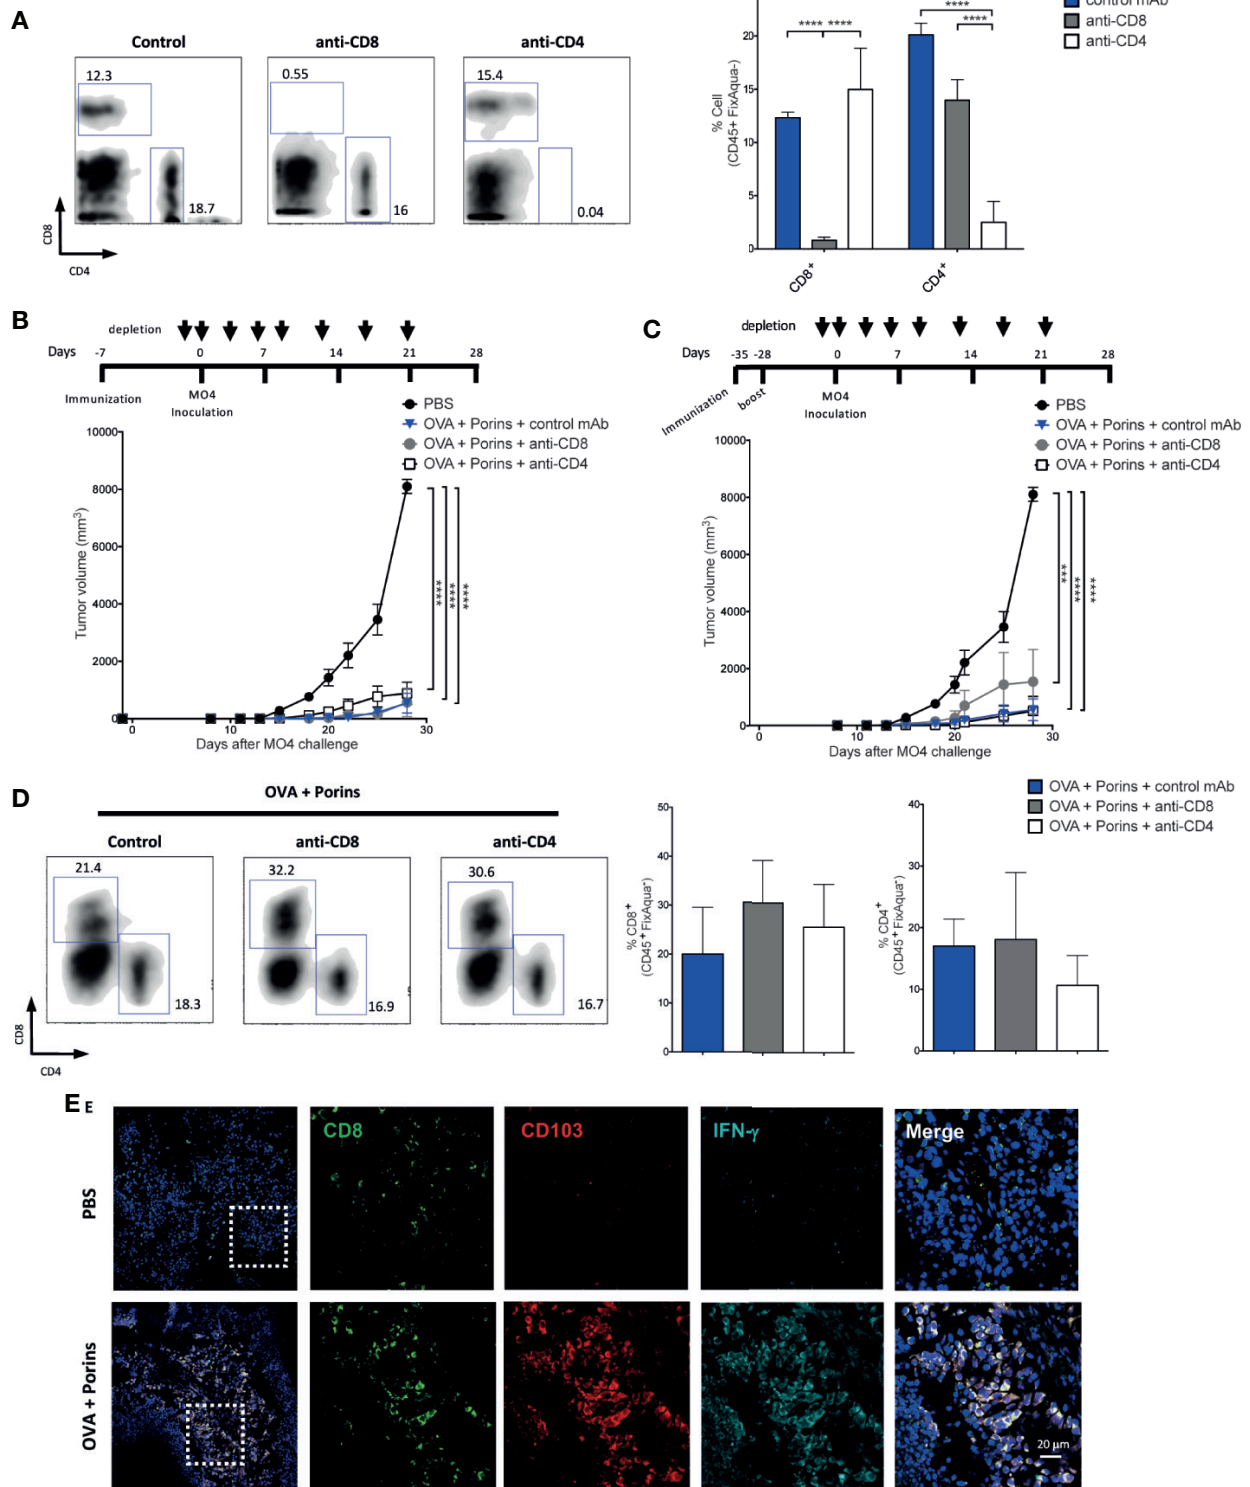 A
Control
anti-CD8
anti-CD4
12.3
0.55
15.4
18.7
16
0.04
CD8
CD4
% Cell
(CD45+ FixAqua-)
20
15
10
5
0
**** ****
****
****
CD8+
CD4+
control mAb
anti-CD8
anti-CD4
B
depletion
Days
-7 0 7 14 21 28
Immunization
MO4
Inoculation
PBS
OVA + Porins + control mAb
OVA + Porins + anti-CD8
OVA + Porins + anti-CD4
Tumor volume (mm3)
10000
8000
6000
4000
2000
0
0 10 20 30
Days after MO4 challenge
****
****
****
C
depletion
Days
-35 -28 0 7 14 21 28
Immunization
boost
MO4
Inoculation
PBS
OVA + Porins + control mAb
OVA + Porins + anti-CD8
OVA + Porins + anti-CD4
Tumor volume (mm3)
10000
8000
6000
4000
2000
0
0 10 20 30
Days after MO4 challenge
***
****
****
D
OVA + Porins
Control
anti-CD8
anti-CD4
21.4
32.2
30.6
18.3
16.9
16.7
CD8
CD4
% CD8+
(CD45+ FixAqua-)
50
40
30
20
10
0
% CD4+
(CD45+ FixAqua-)
40
30
20
10
0
OVA + Porins + control mAb
OVA + Porins + anti-CD8
OVA + Porins + anti-CD4
E E
PBS
CD8
CD103
IFN-γ
Merge
OVA + Porins
20 μm